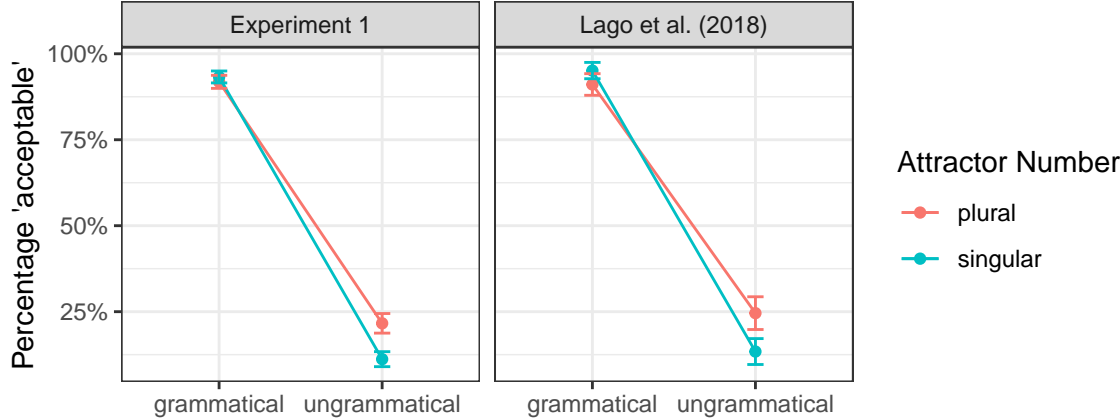 Experiment 1
Lago et al. (2018)
100%
75%
50%
25%
Percentage 'acceptable'
grammatical
ungrammatical
grammatical
ungrammatical
Attractor Number
plural
singular